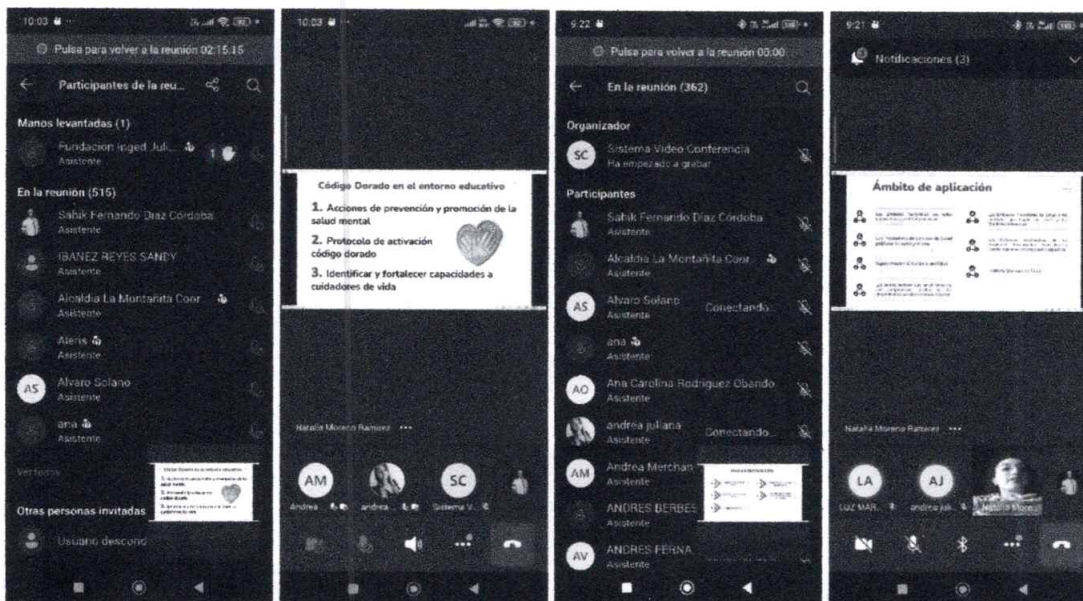 10:03
Pulsa para volver a la reunión 02:15:15
Participantes de la reu...
Manos levantadas (1)
Fundacion Inged Juli...
1
Asistente
En la reunión (515)
Sahik Fernando Diaz Córdoba
Asistente
IBANEZ REYES SANDY
Asistente
Alcaldia La Montañita Coor...
Asistente
Asistente
AS
Alvaro Solano
Asistente
ana
Asistente
Ver todos
Otras personas invitadas
Usuario descono
10:03
Código Dorado en el entorno educativo
1. Acciones de prevención y promoción de la
salud mental
2. Protocolo de activación
código dorado
3. Identificar y fortalecer capacidades a
cuidadores de vida
Natalia Moreno Ramirez
AM
SC
Andrea
andrea
Sistema V...
9:22
Pulsa para volver a la reunión 00:00
En la reunión (362)
Organizador
SC
Sistema Video Conferencia
Ha empezado a grabar
Participantes
Sahik Fernando Diaz Córdoba
Asistente
Alcaldia La Montañita Coor...
Asistente
AS
Alvaro Solano
Conectando...
Asistente
ana
Asistente
AO
Ana Carolina Rodriguez Obando
Asistente
andrea juliana
Conectando...
Asistente
AM
Andrea Merchan
Asistente
ANDRES BERBES
Asistente
AV
ANDRES FERNA
Asistente
9:21
Notificaciones (3)
Ámbito de aplicación
Natalia Moreno Ramirez
LA
AJ
LUZ MAR...
andrea juli...
Natalia More...